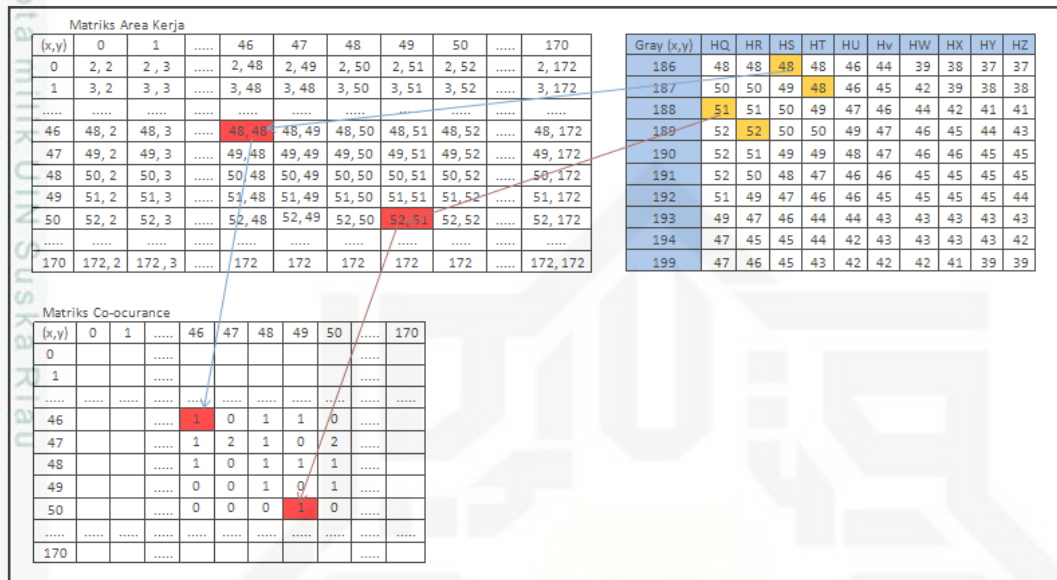 Matriks Area Kerja
(x,y) 0 1 ..... 46 47 48 49 50 ..... 170
0 2, 2 2 , 3 ..... 2, 48 2, 49 2, 50 2, 51 2, 52 ..... 2, 172
1 3, 2 3 , 3 ..... 3, 48 3, 48 3, 50 3, 51 3, 52 ..... 3, 172
..... ..... ..... ..... ..... ..... ..... ..... ..... ..... .....
46 48, 2 48, 3 ..... 48, 48 48, 49 48, 50 48, 51 48, 52 ..... 48, 172
47 49, 2 49, 3 ..... 49, 48 49, 49 49, 50 49, 51 49, 52 ..... 49, 172
48 50, 2 50, 3 ..... 50, 48 50, 49 50, 50 50, 51 50, 52 ..... 50, 172
49 51, 2 51, 3 ..... 51, 48 51, 49 51, 50 51, 51 51, 52 ..... 51, 172
50 52, 2 52, 3 ..... 52, 48 52, 49 52, 50 52, 51 52, 52 ..... 52, 172
..... ..... ..... ..... ..... ..... ..... ..... ..... ..... .....
170 172, 2 172 , 3 ..... 172 172 172 172 172 ..... 172, 172
Gray (x,y) HQ HR HS HT HU Hv HW HX HY HZ
186 48 48 48 48 46 44 39 38 37 37
187 50 50 49 48 46 45 42 39 38 38
188 51 51 50 49 47 46 44 42 41 41
189 52 52 50 50 49 47 46 45 44 43
190 52 51 49 49 48 47 46 46 45 45
191 52 50 48 47 46 46 45 45 45 45
192 51 49 47 46 46 45 45 45 45 44
193 49 47 46 44 44 43 43 43 43 43
194 47 45 45 44 42 43 43 43 43 42
199 47 46 45 43 42 42 42 41 39 39
Matriks Co-ocurance
(x,y) 0 1 ..... 46 47 48 49 50 ..... 170
0 ..... .....
1 ..... .....
..... ..... ..... ..... ..... ..... ..... ..... ..... ..... .....
46 ..... 1 0 1 1 0 .....
47 ..... 1 2 1 0 2 .....
48 ..... 1 0 1 1 1 .....
49 ..... 0 0 1 0 1 .....
50 ..... 0 0 0 1 0 .....
..... ..... ..... ..... ..... ..... ..... ..... ..... ..... .....
170 ..... .....
milik UIN Suska Riau